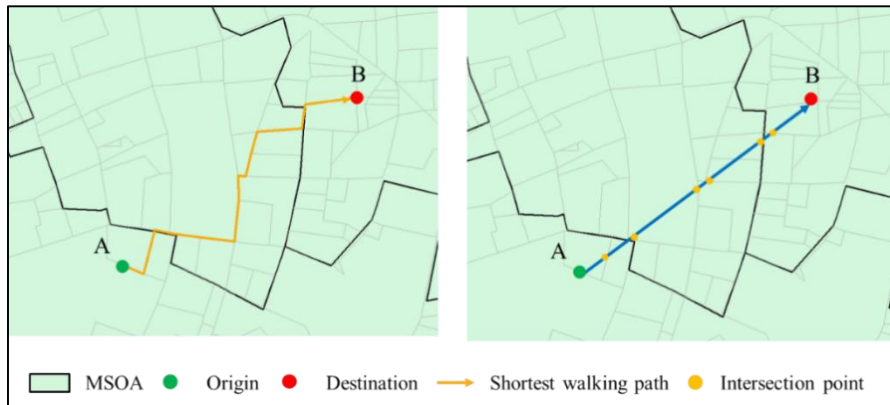 B
A
B
A
MSOA
Origin
Destination
Shortest walking path
Intersection point